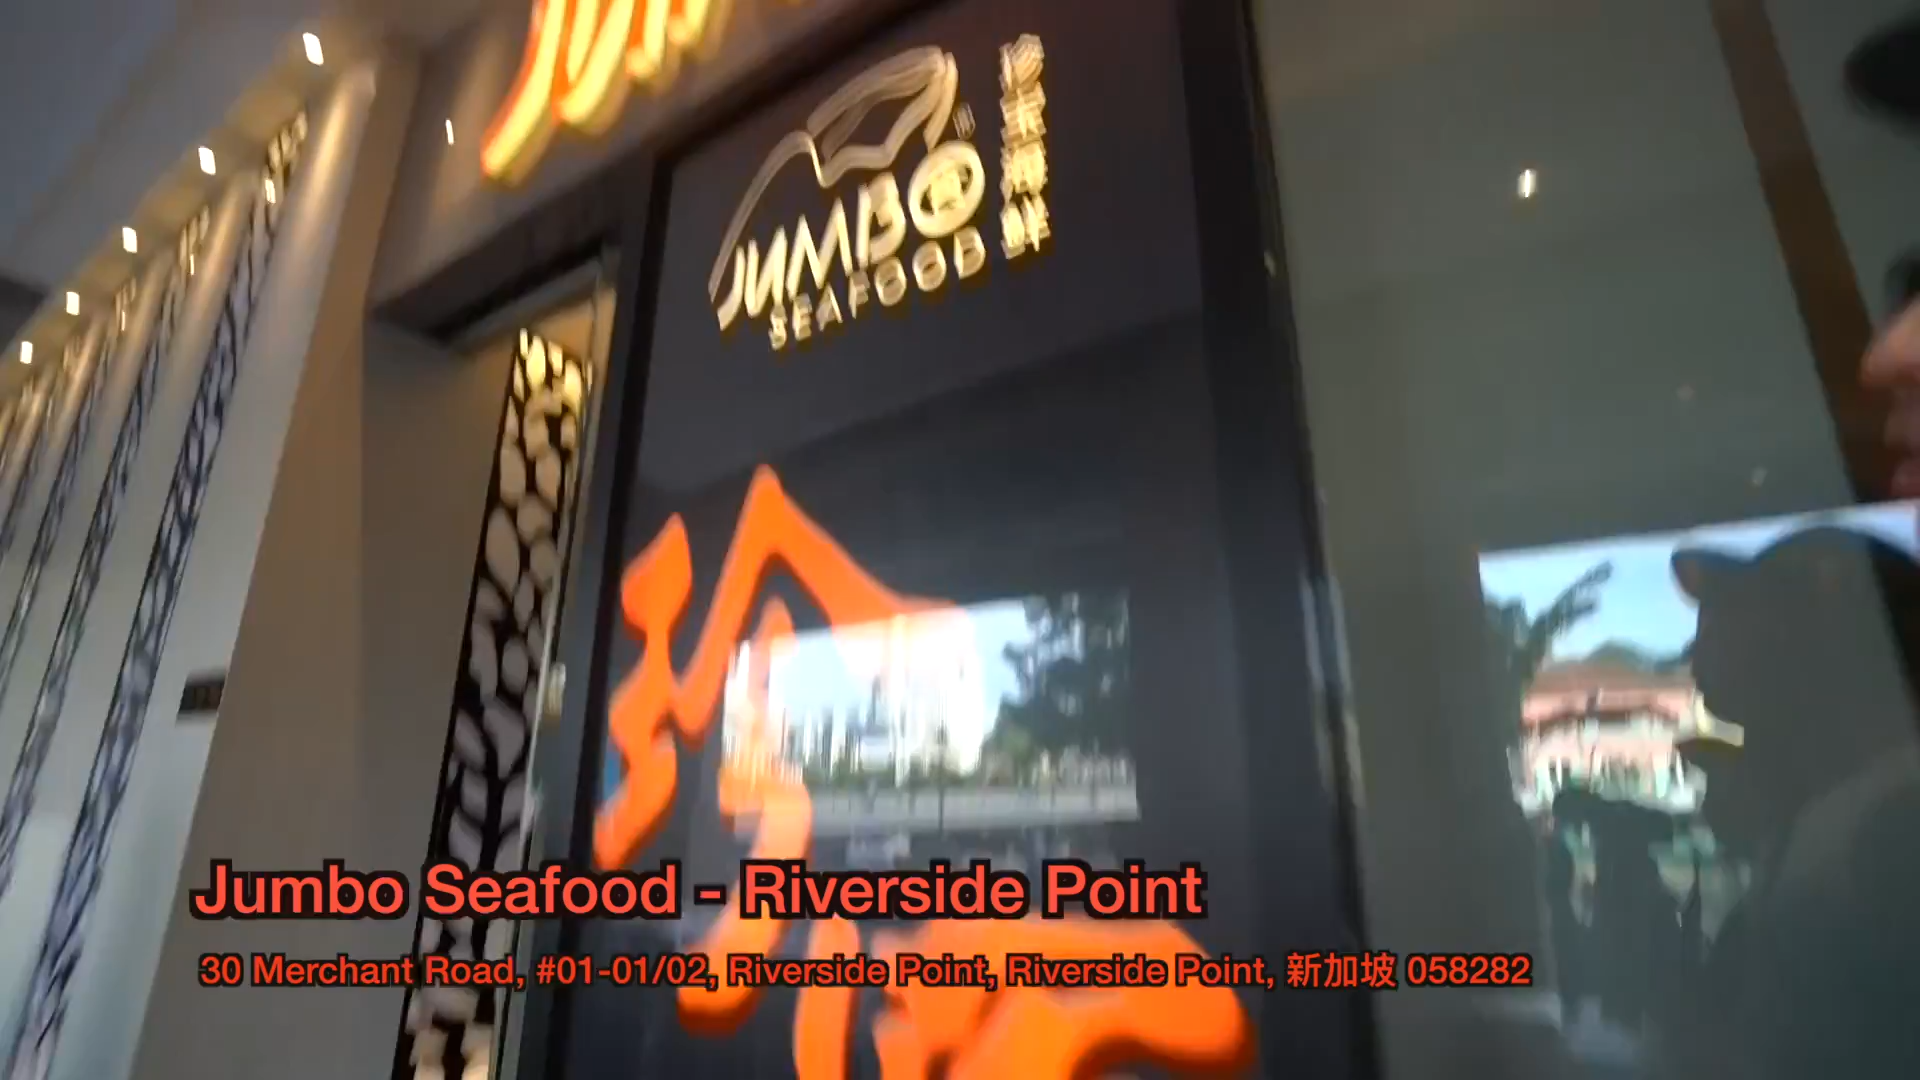 JUMBO
SEAFOOD
珍宝海鲜
珍
Jumbo Seafood - Riverside Point
30 Merchant Road, #01-01/02, Riverside Point, Riverside Point, 新加坡 058282